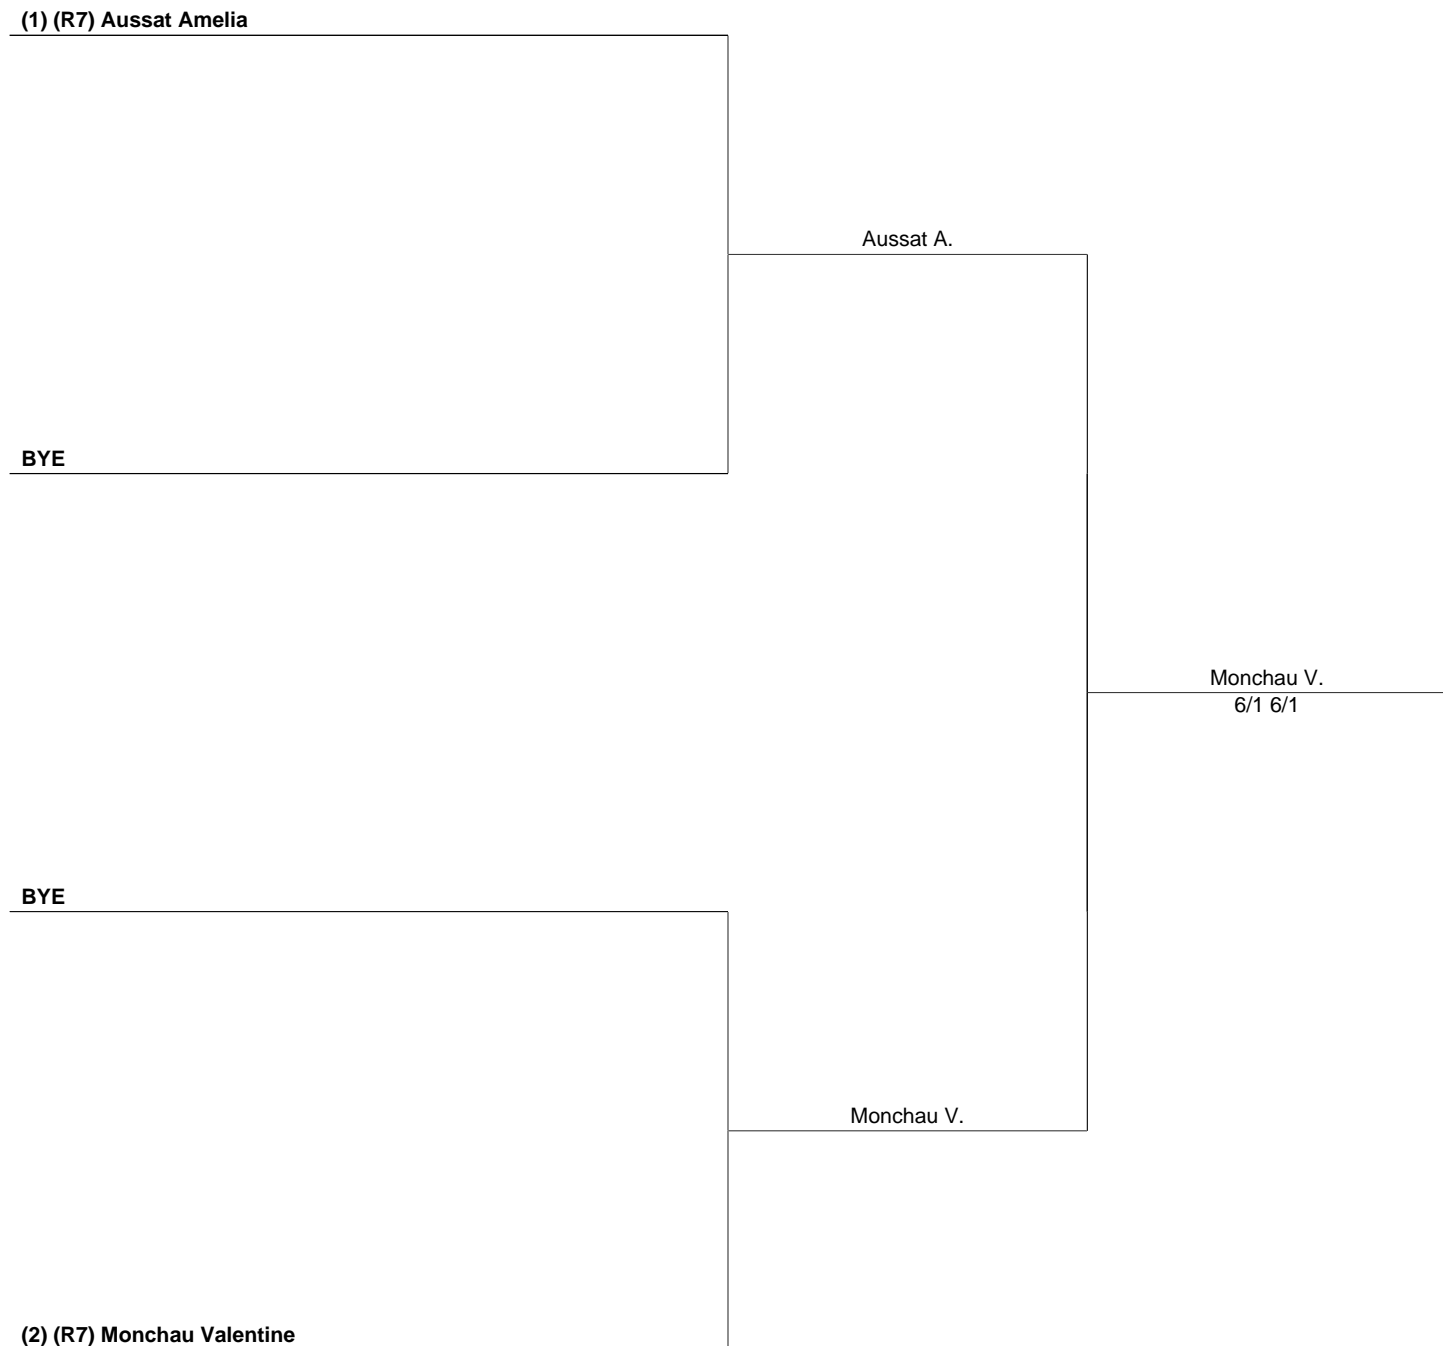 (1) (R7) Aussat Amelia
Aussat A.
BYE
Monchau V.
6/1 6/1
BYE
Monchau V.
(2) (R7) Monchau Valentine